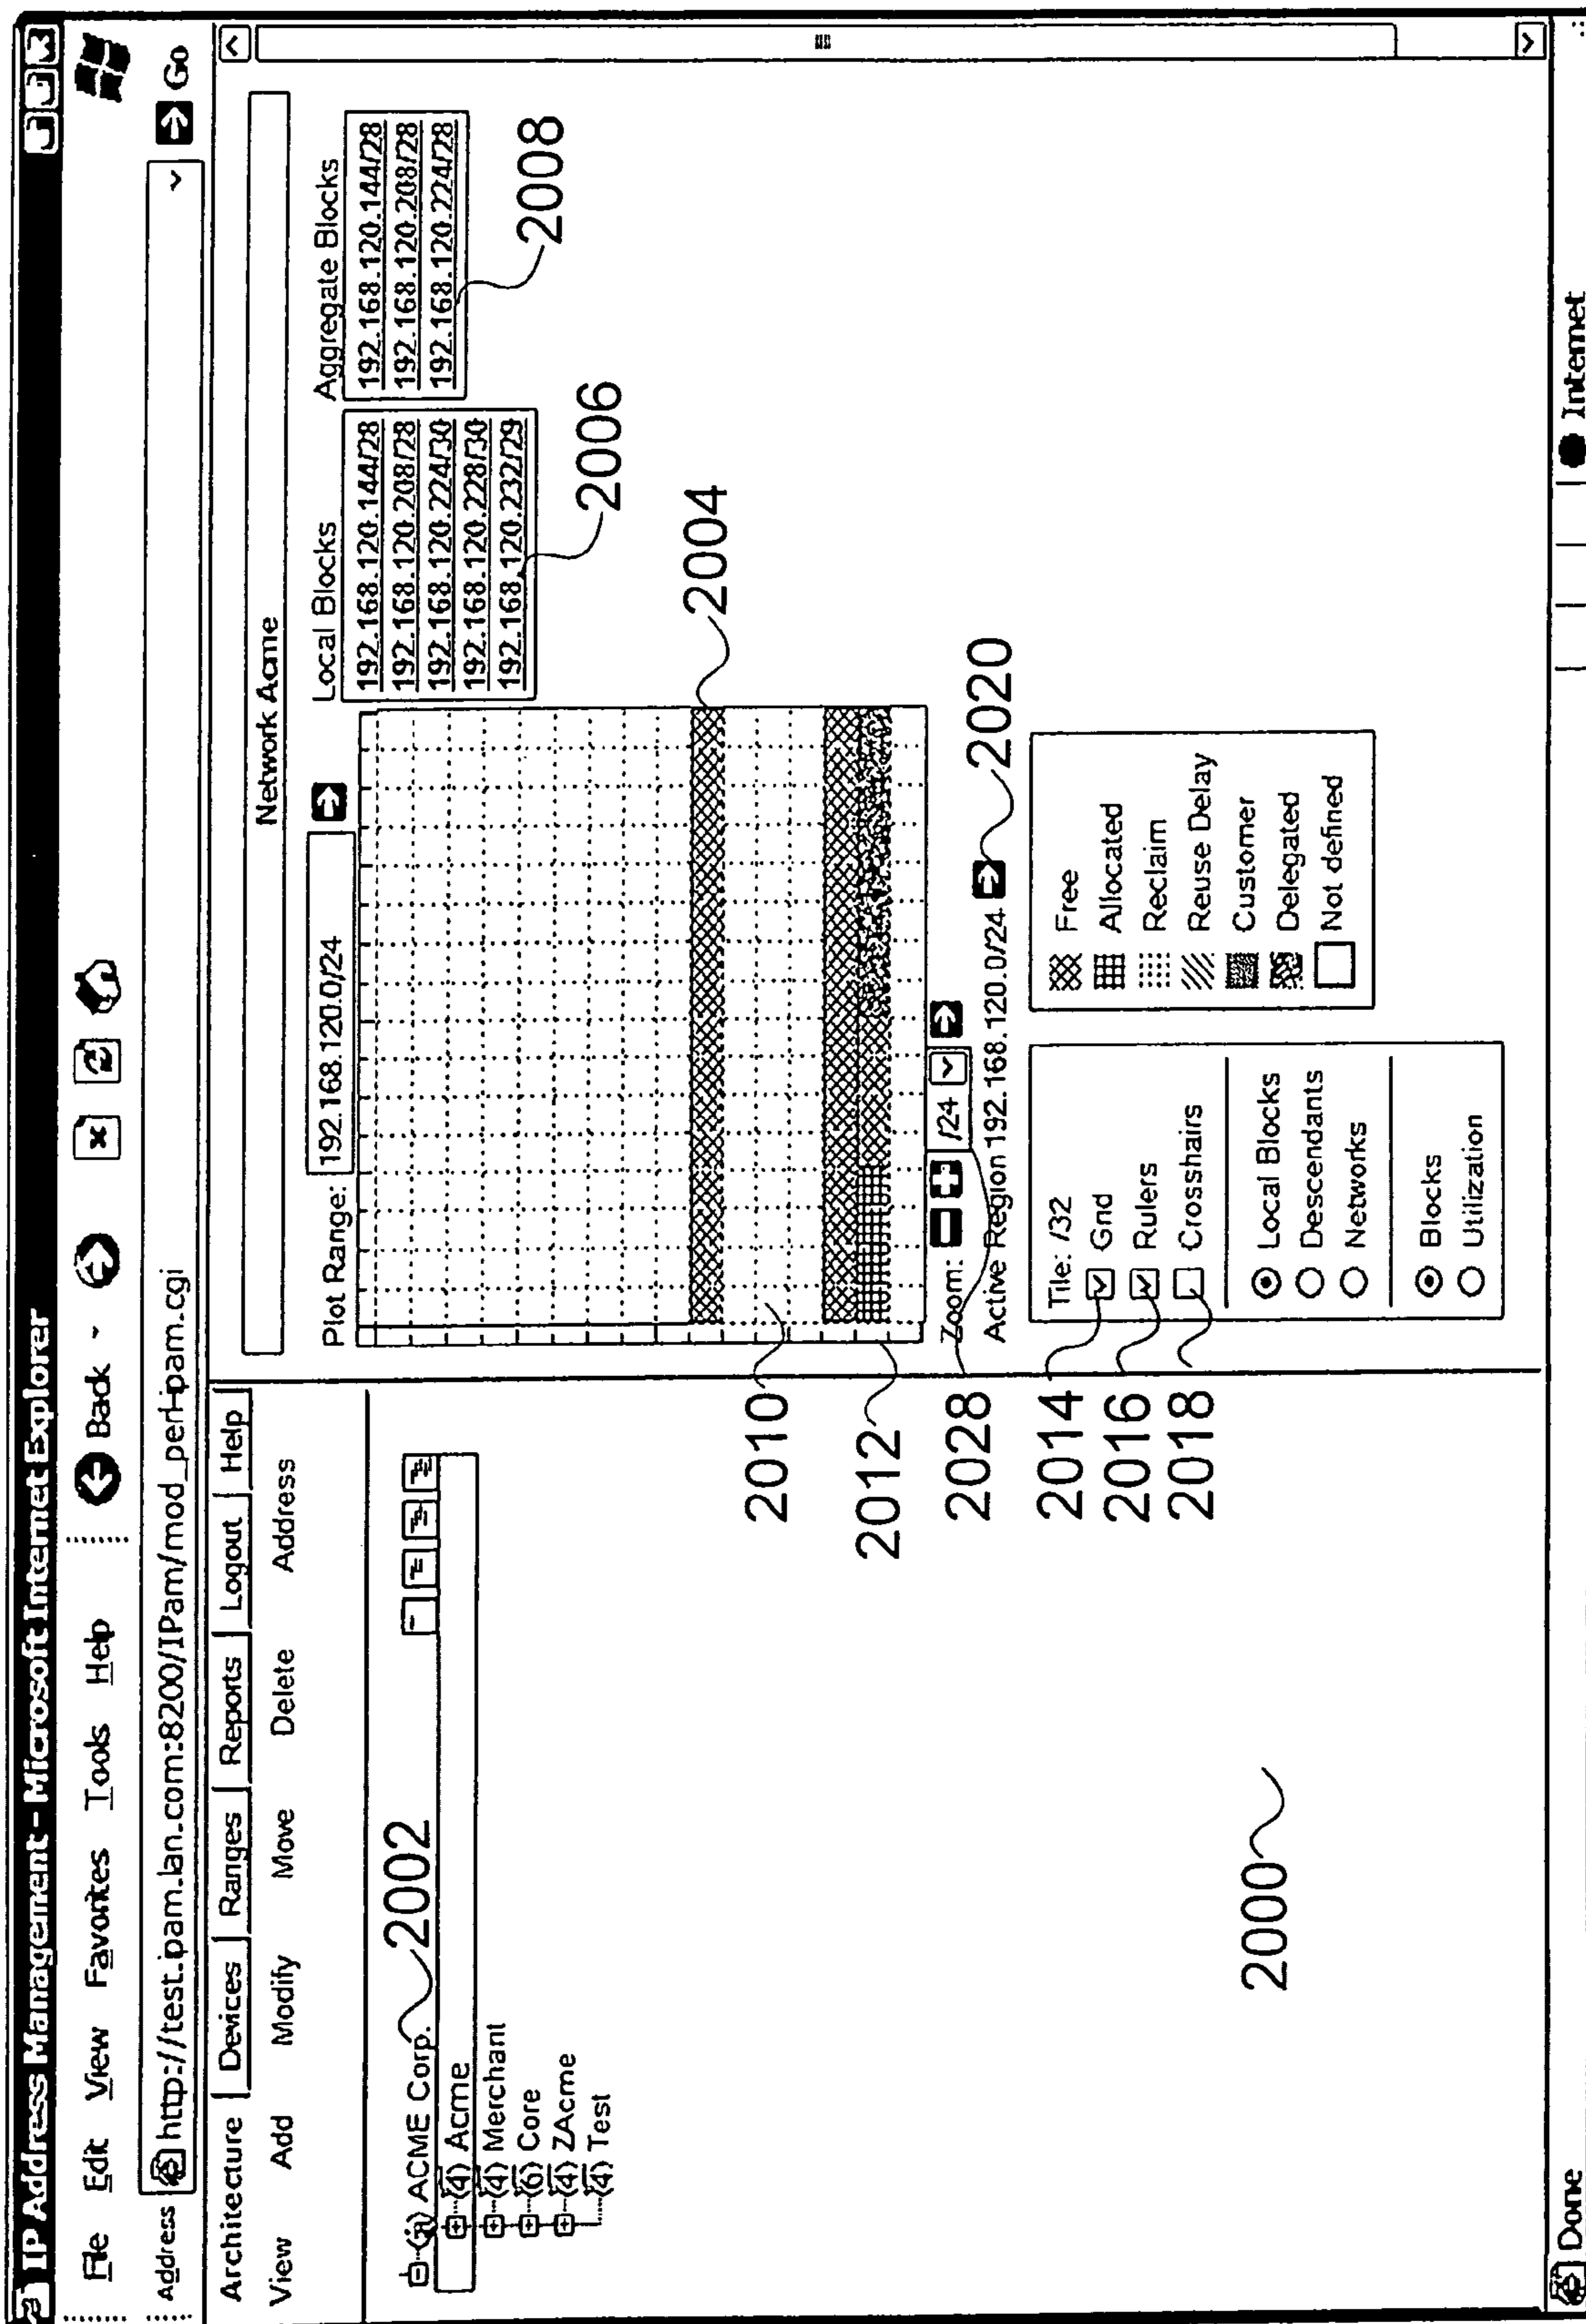 IP Address Management - Microsoft Internet Explorer
File Edit View Favorites Tools Help Back
Address http://test.ipam.lan.com:8200/IPam/mod_perl-ipam.cgi Go
Architecture Devices Ranges Reports Logout Help
View Add Modify Move Delete Address
ACME Corp. 2002
(4) Acme
(4) Merchant
(6) Core
(4) ZAcme
(4) Test
2000
Network Acme
Plot Range: 192.168.120.0/24
Local Blocks
192.168.120.144/28
192.168.120.208/28
192.168.120.224/30
192.168.120.228/30
192.168.120.232/29
2006
Aggregate Blocks
192.168.120.144/28
192.168.120.208/28
192.168.120.224/28
2008
2004
2010
2012
Zoom: /24
2028
Active Region 192.168.120.0/24 2020
Tile: /32
2014 Grid
2016 Rulers
2018 Crosshairs
Local Blocks
Descendants
Networks
Blocks
Utilization
Free
Allocated
Reclaim
Reuse Delay
Customer
Delegated
Not defined
Done Internet